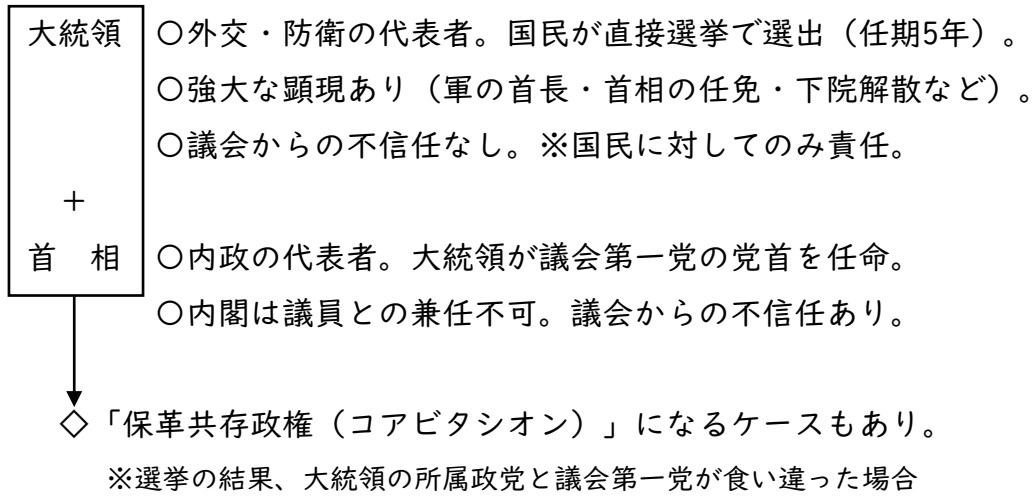 大統領 〇外交・防衛の代表者。国民が直接選挙で選出（任期5年）。
〇強大な顕現あり（軍の首長・首相の任免・下院解散など）。
〇議会からの不信任なし。※国民に対してのみ責任。
＋
首　相 〇内政の代表者。大統領が議会第一党の党首を任命。
〇内閣は議員との兼任不可。議会からの不信任あり。
◇「保革共存政権（コアビタシオン）」になるケースもあり。
※選挙の結果、大統領の所属政党と議会第一党が食い違った場合